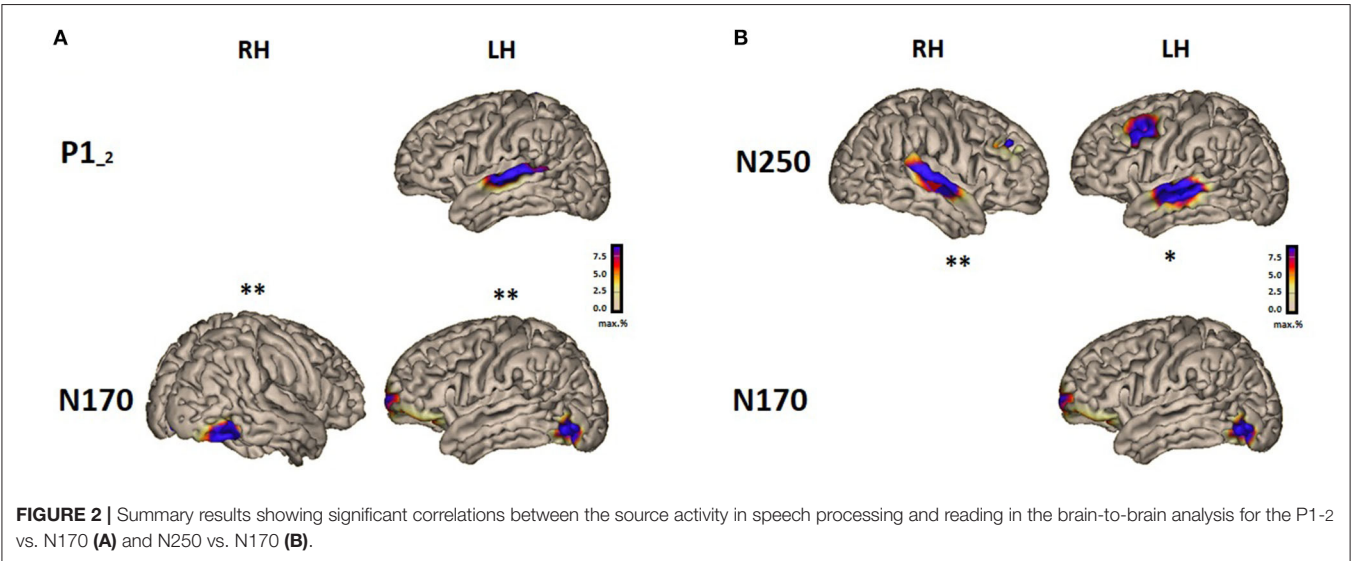 A
RH
LH
P1_2
7.5
5.0
2.5
0.0
max.%
**
**
N170
B
RH
LH
N250
**
*
7.5
5.0
2.5
0.0
max.%
N170
FIGURE 2 | Summary results showing significant correlations between the source activity in speech processing and reading in the brain-to-brain analysis for the P1-2
vs. N170 (A) and N250 vs. N170 (B).